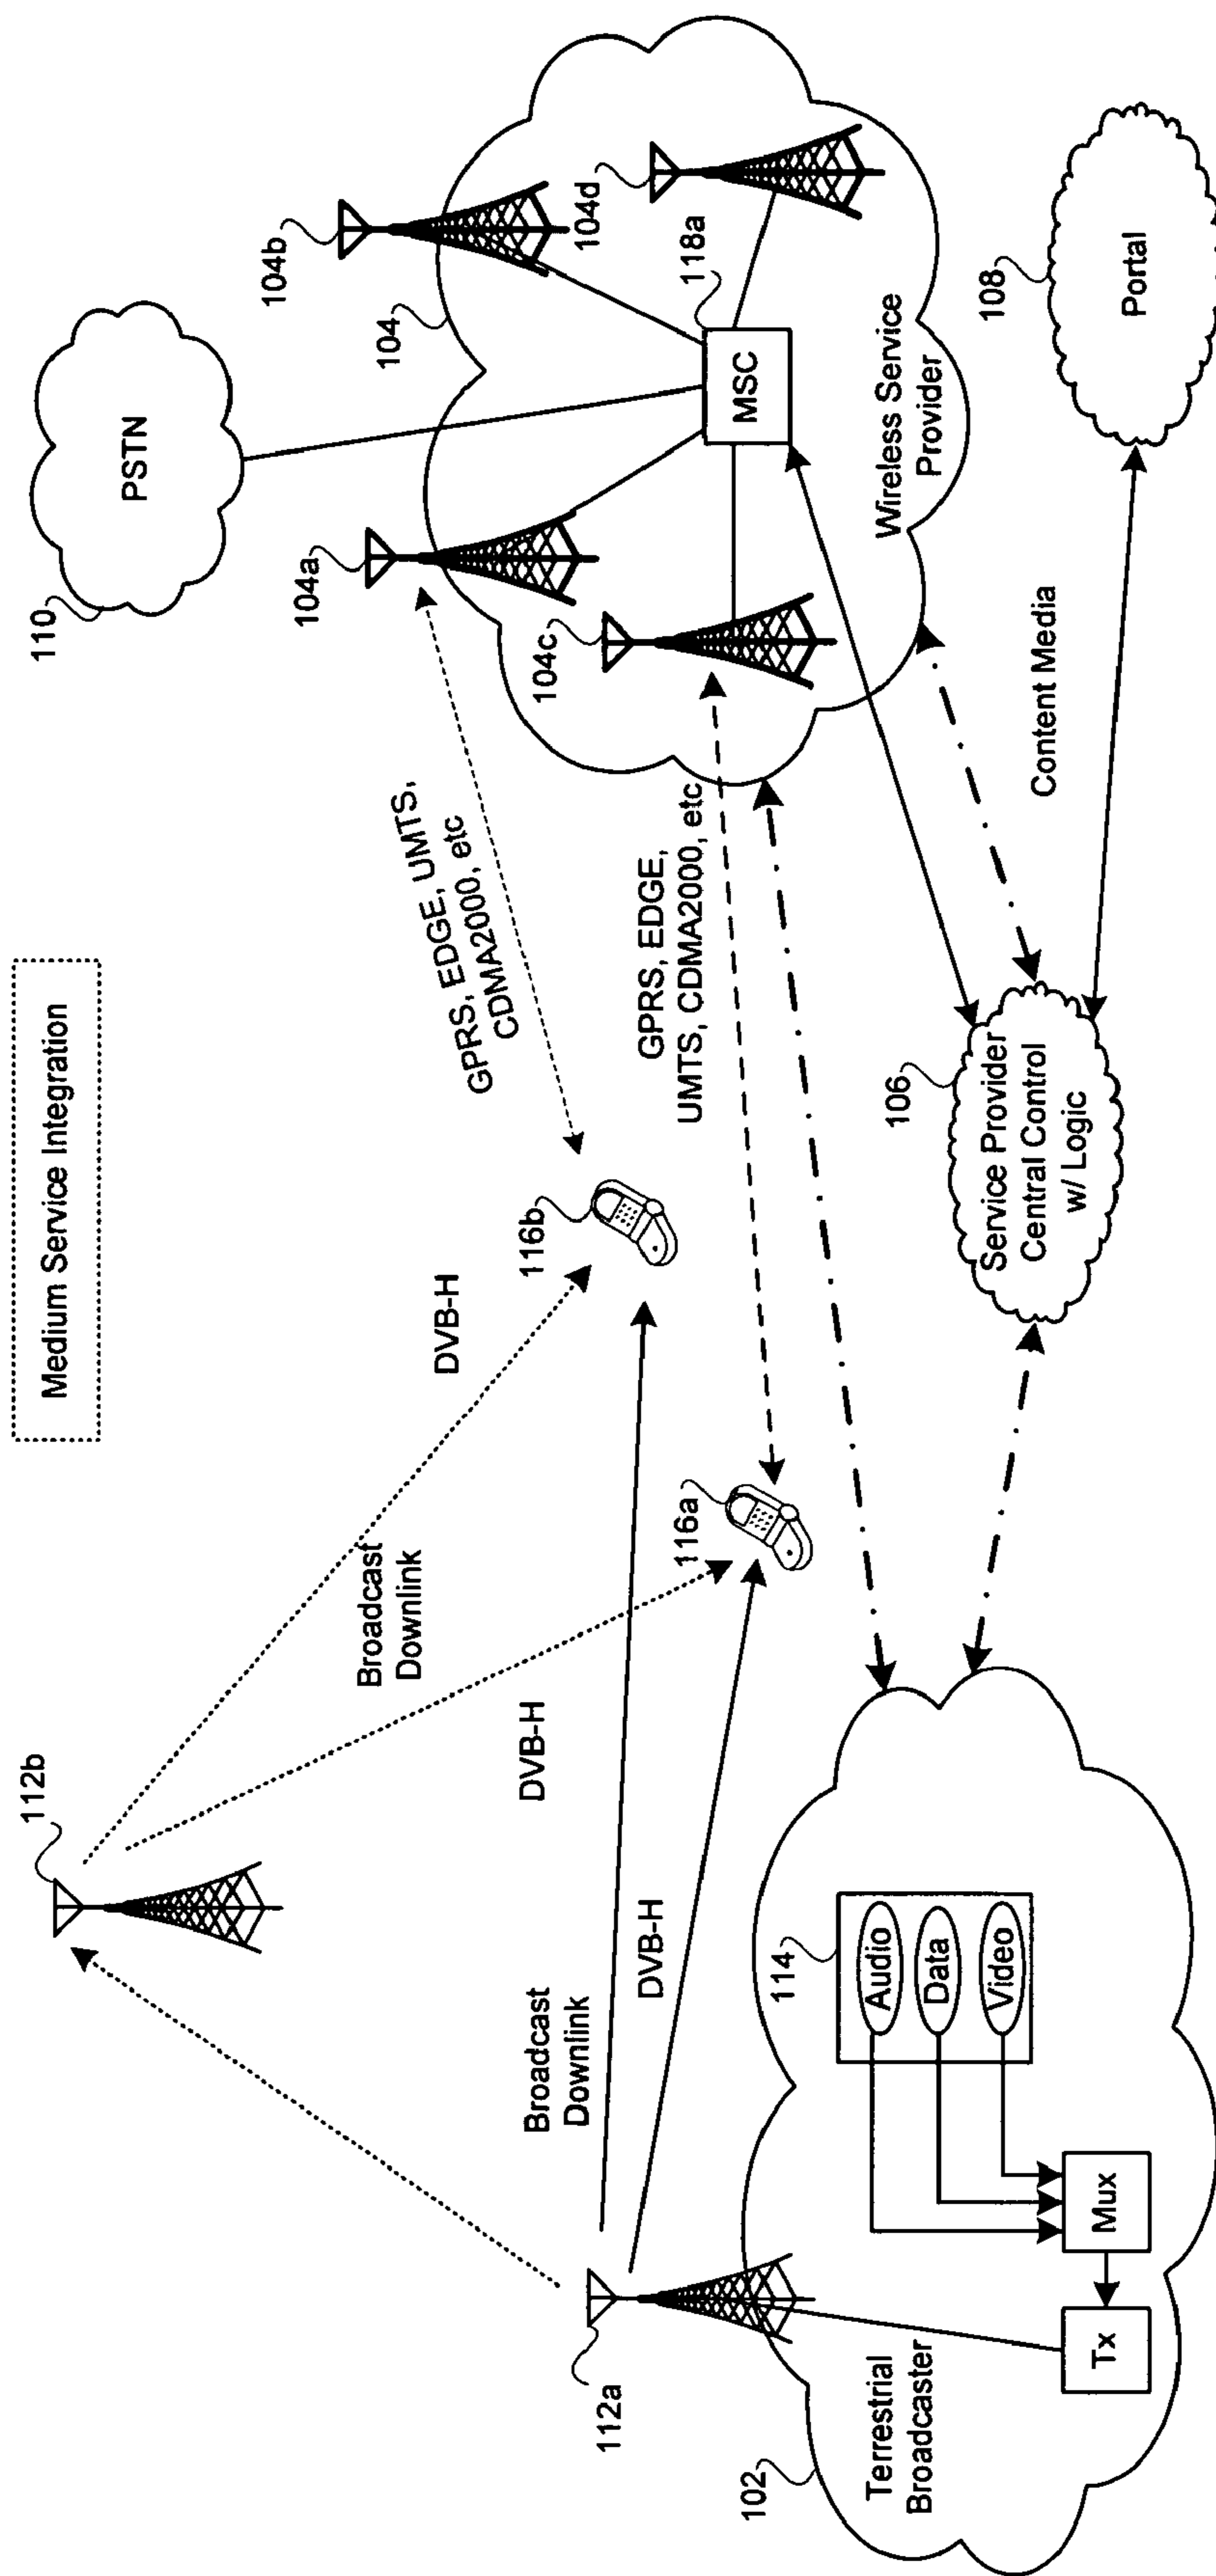 Medium Service Integration
110
PSTN
104b
104
104a
104d
104c
118a
MSC
Wireless Service
Provider
108
Portal
112b
DVB-H
Broadcast
Downlink
DVB-H
116b
GPRS, EDGE, UMTS,
CDMA2000, etc
GPRS, EDGE,
UMTS, CDMA2000, etc
116a
112a
Broadcast
Downlink
DVB-H
102
Terrestrial
Broadcaster
114
Audio
Data
Video
Mux
Tx
106
Service Provider
Central Control
w/ Logic
Content Media